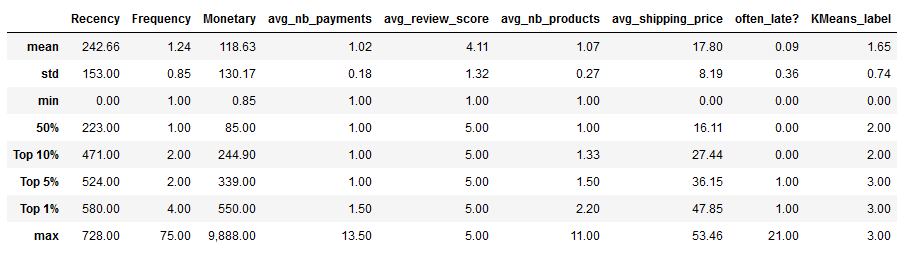 Recency Frequency Monetary avg_nb_payments avg_review_score avg_nb_products avg_shipping_price often_late? KMeans_label
mean 242.66 1.24 118.63 1.02 4.11 1.07 17.80 0.09 1.65
std 153.00 0.85 130.17 0.18 1.32 0.27 8.19 0.36 0.74
min 0.00 1.00 0.85 1.00 1.00 1.00 0.00 0.00 0.00
50% 223.00 1.00 85.00 1.00 5.00 1.00 16.11 0.00 2.00
Top 10% 471.00 2.00 244.90 1.00 5.00 1.33 27.44 0.00 2.00
Top 5% 524.00 2.00 339.00 1.00 5.00 1.50 36.15 1.00 3.00
Top 1% 580.00 4.00 550.00 1.50 5.00 2.20 47.85 1.00 3.00
max 728.00 75.00 9,888.00 13.50 5.00 11.00 53.46 21.00 3.00